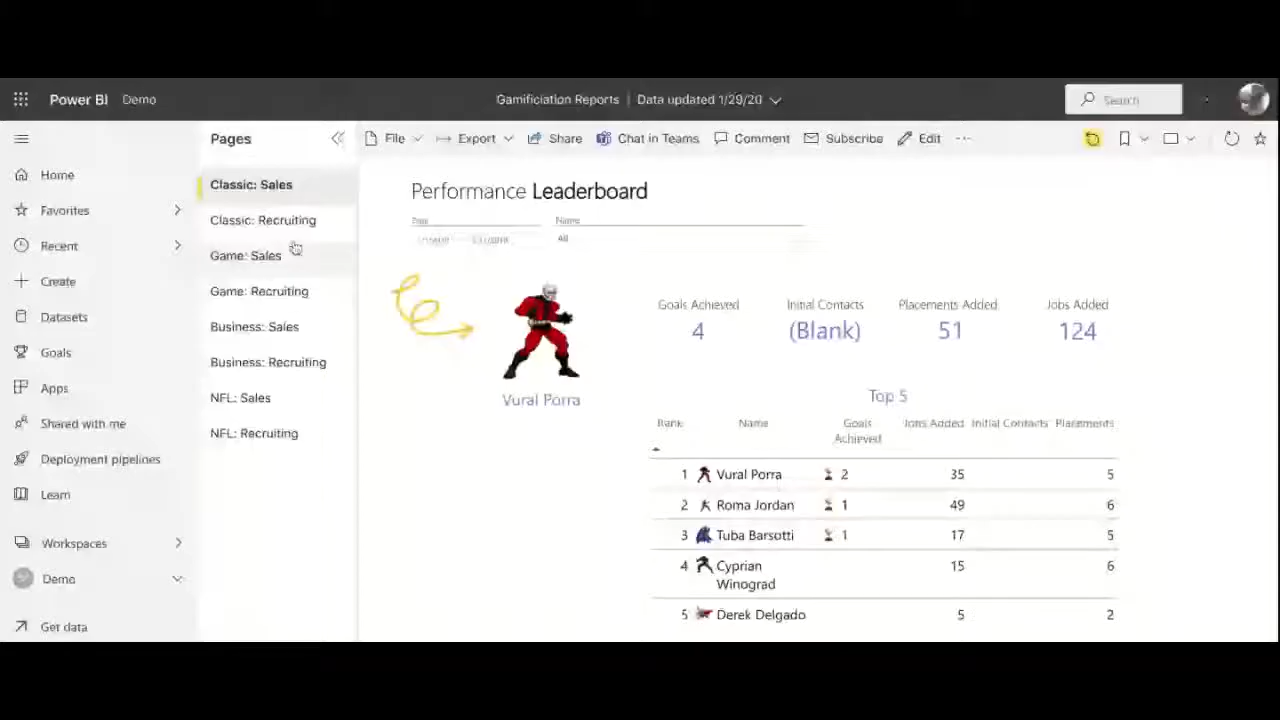 Power BI Demo Gamificiation Reports | Data updated 1/29/20 Search
Pages File Export Share Chat in Teams Comment Subscribe Edit
Home
Favorites
Recent
Create
Datasets
Goals
Apps
Shared with me
Deployment pipelines
Learn
Workspaces
Demo
Get data
Classic: Sales
Classic: Recruiting
Game: Sales
Game: Recruiting
Business: Sales
Business: Recruiting
NFL: Sales
NFL: Recruiting
Performance Leaderboard
Name
All
Vural Porra
Goals Achieved Initial Contacts Placements Added Jobs Added
4 (Blank) 51 124
Top 5
Rank Name Goals Achieved Jobs Added Initial Contacts Placements
1 Vural Porra 2 35 5
2 Roma Jordan 1 49 6
3 Tuba Barsotti 1 17 5
4 Cyprian Winograd 15 6
5 Derek Delgado 5 2